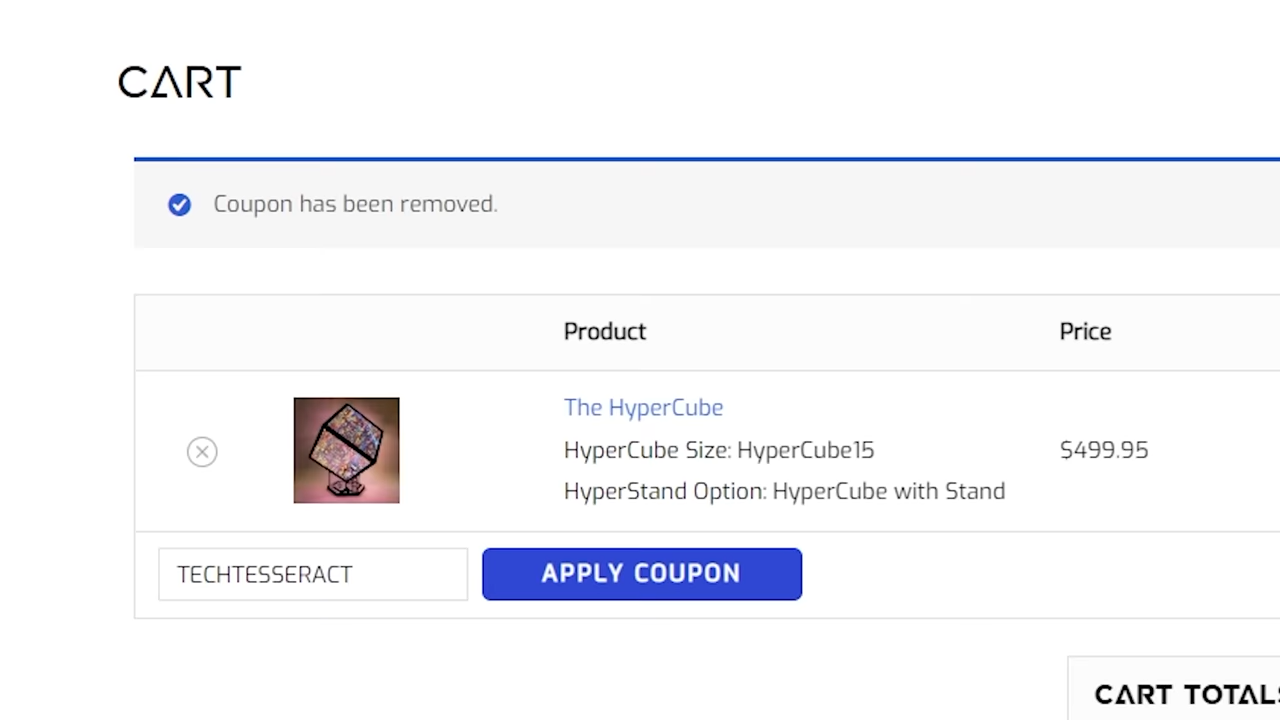 CART
Coupon has been removed.
Product Price
The HyperCube
HyperCube Size: HyperCube15 $499.95
HyperStand Option: HyperCube with Stand
TECHTESSERACT APPLY COUPON
CART TOTALS